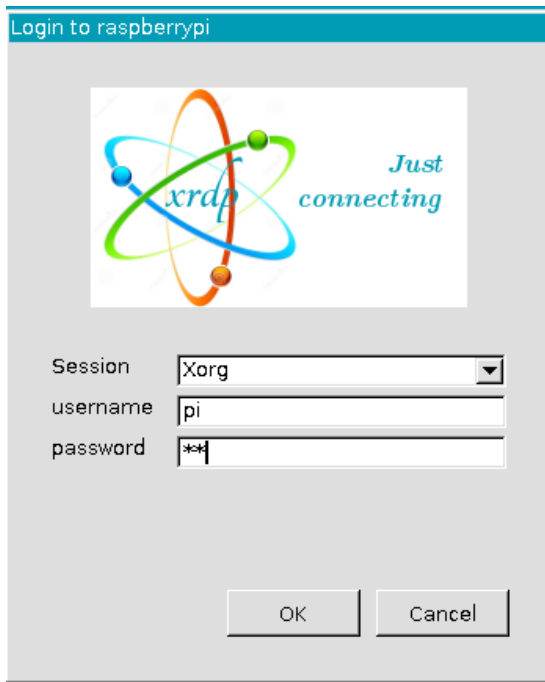 Login to raspberrypi
xrdp
Just
connecting
Session
Xorg
username
pi
password
**
OK
Cancel